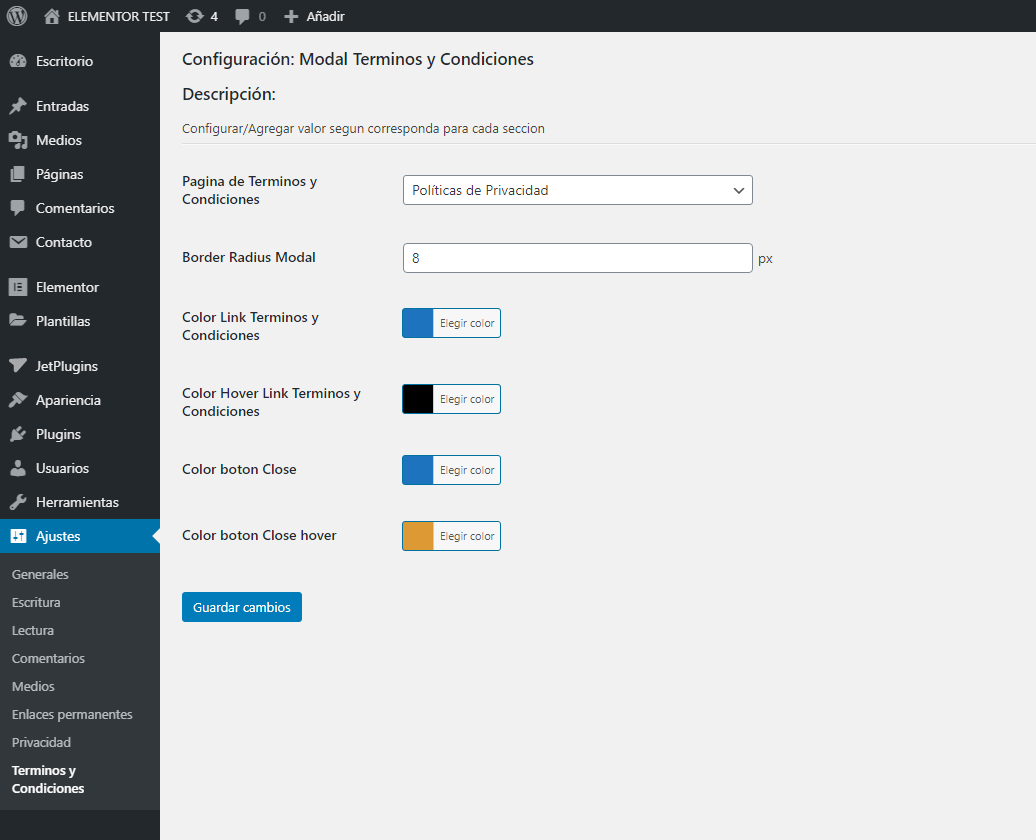 ELEMENTOR TEST 4 0 Añadir
Escritorio
Entradas
Medios
Páginas
Comentarios
Contacto
Elementor
Plantillas
JetPlugins
Apariencia
Plugins
Usuarios
Herramientas
Ajustes
Generales
Escritura
Lectura
Comentarios
Medios
Enlaces permanentes
Privacidad
Terminos y
Condiciones
Configuración: Modal Terminos y Condiciones
Descripción:
Configurar/Agregar valor segun corresponda para cada seccion
Pagina de Terminos y
Condiciones
Políticas de Privacidad
Border Radius Modal
8 px
Color Link Terminos y
Condiciones
Elegir color
Color Hover Link Terminos y
Condiciones
Elegir color
Color boton Close
Elegir color
Color boton Close hover
Elegir color
Guardar cambios